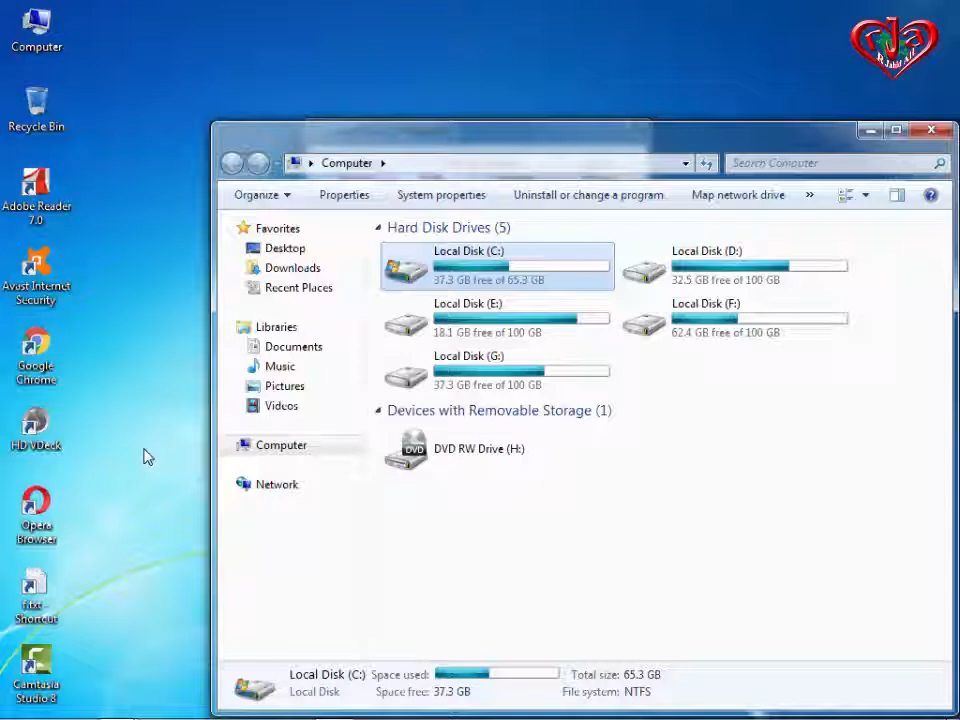 Computer
Recycle Bin
Adobe Reader
7.0
Avast Internet
Security
Google
Chrome
HD VDeck
Opera
Browser
Shortcut
Camtasia
Studio 8
rja
Computer
Search Computer
Organize
Properties
System properties
Uninstall or change a program
Map network drive
»
Favorites
Desktop
Downloads
Recent Places
Libraries
Documents
Music
Pictures
Videos
Computer
Network
Hard Disk Drives (5)
Local Disk (C:)
37.3 GB free of 65.3 GB
Local Disk (D:)
32.5 GB free of 100 GB
Local Disk (E:)
18.1 GB free of 100 GB
Local Disk (F:)
62.4 GB free of 100 GB
Local Disk (G:)
37.3 GB free of 100 GB
Devices with Removable Storage (1)
DVD
DVD RW Drive (H:)
Local Disk (C:) Space used: Total size: 65.3 GB
Local Disk Space free: 37.3 GB File system: NTFS